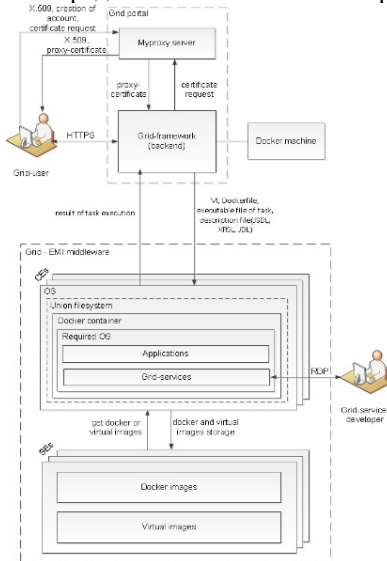 Grid portal
X.509, creation of
account,
certificate request
X.509,
proxy-certificate
Myproxy server
proxy-
certificate
certificate
request
HTTPS
Grid-user
Grid-framework
(backend)
Docker machine
result of task execution
VI, Dockerfile,
executable file of task,
description file(JSDL,
XRSL, JDL)
Grid - EMI middleware
CEs
OS
Union filesystem
Docker container
Required OS
Applications
Grid-services
RDP
Grid-service
developer
get docker or
virtual images
docker and virtual
images storage
SEs
Docker images
Virtual images